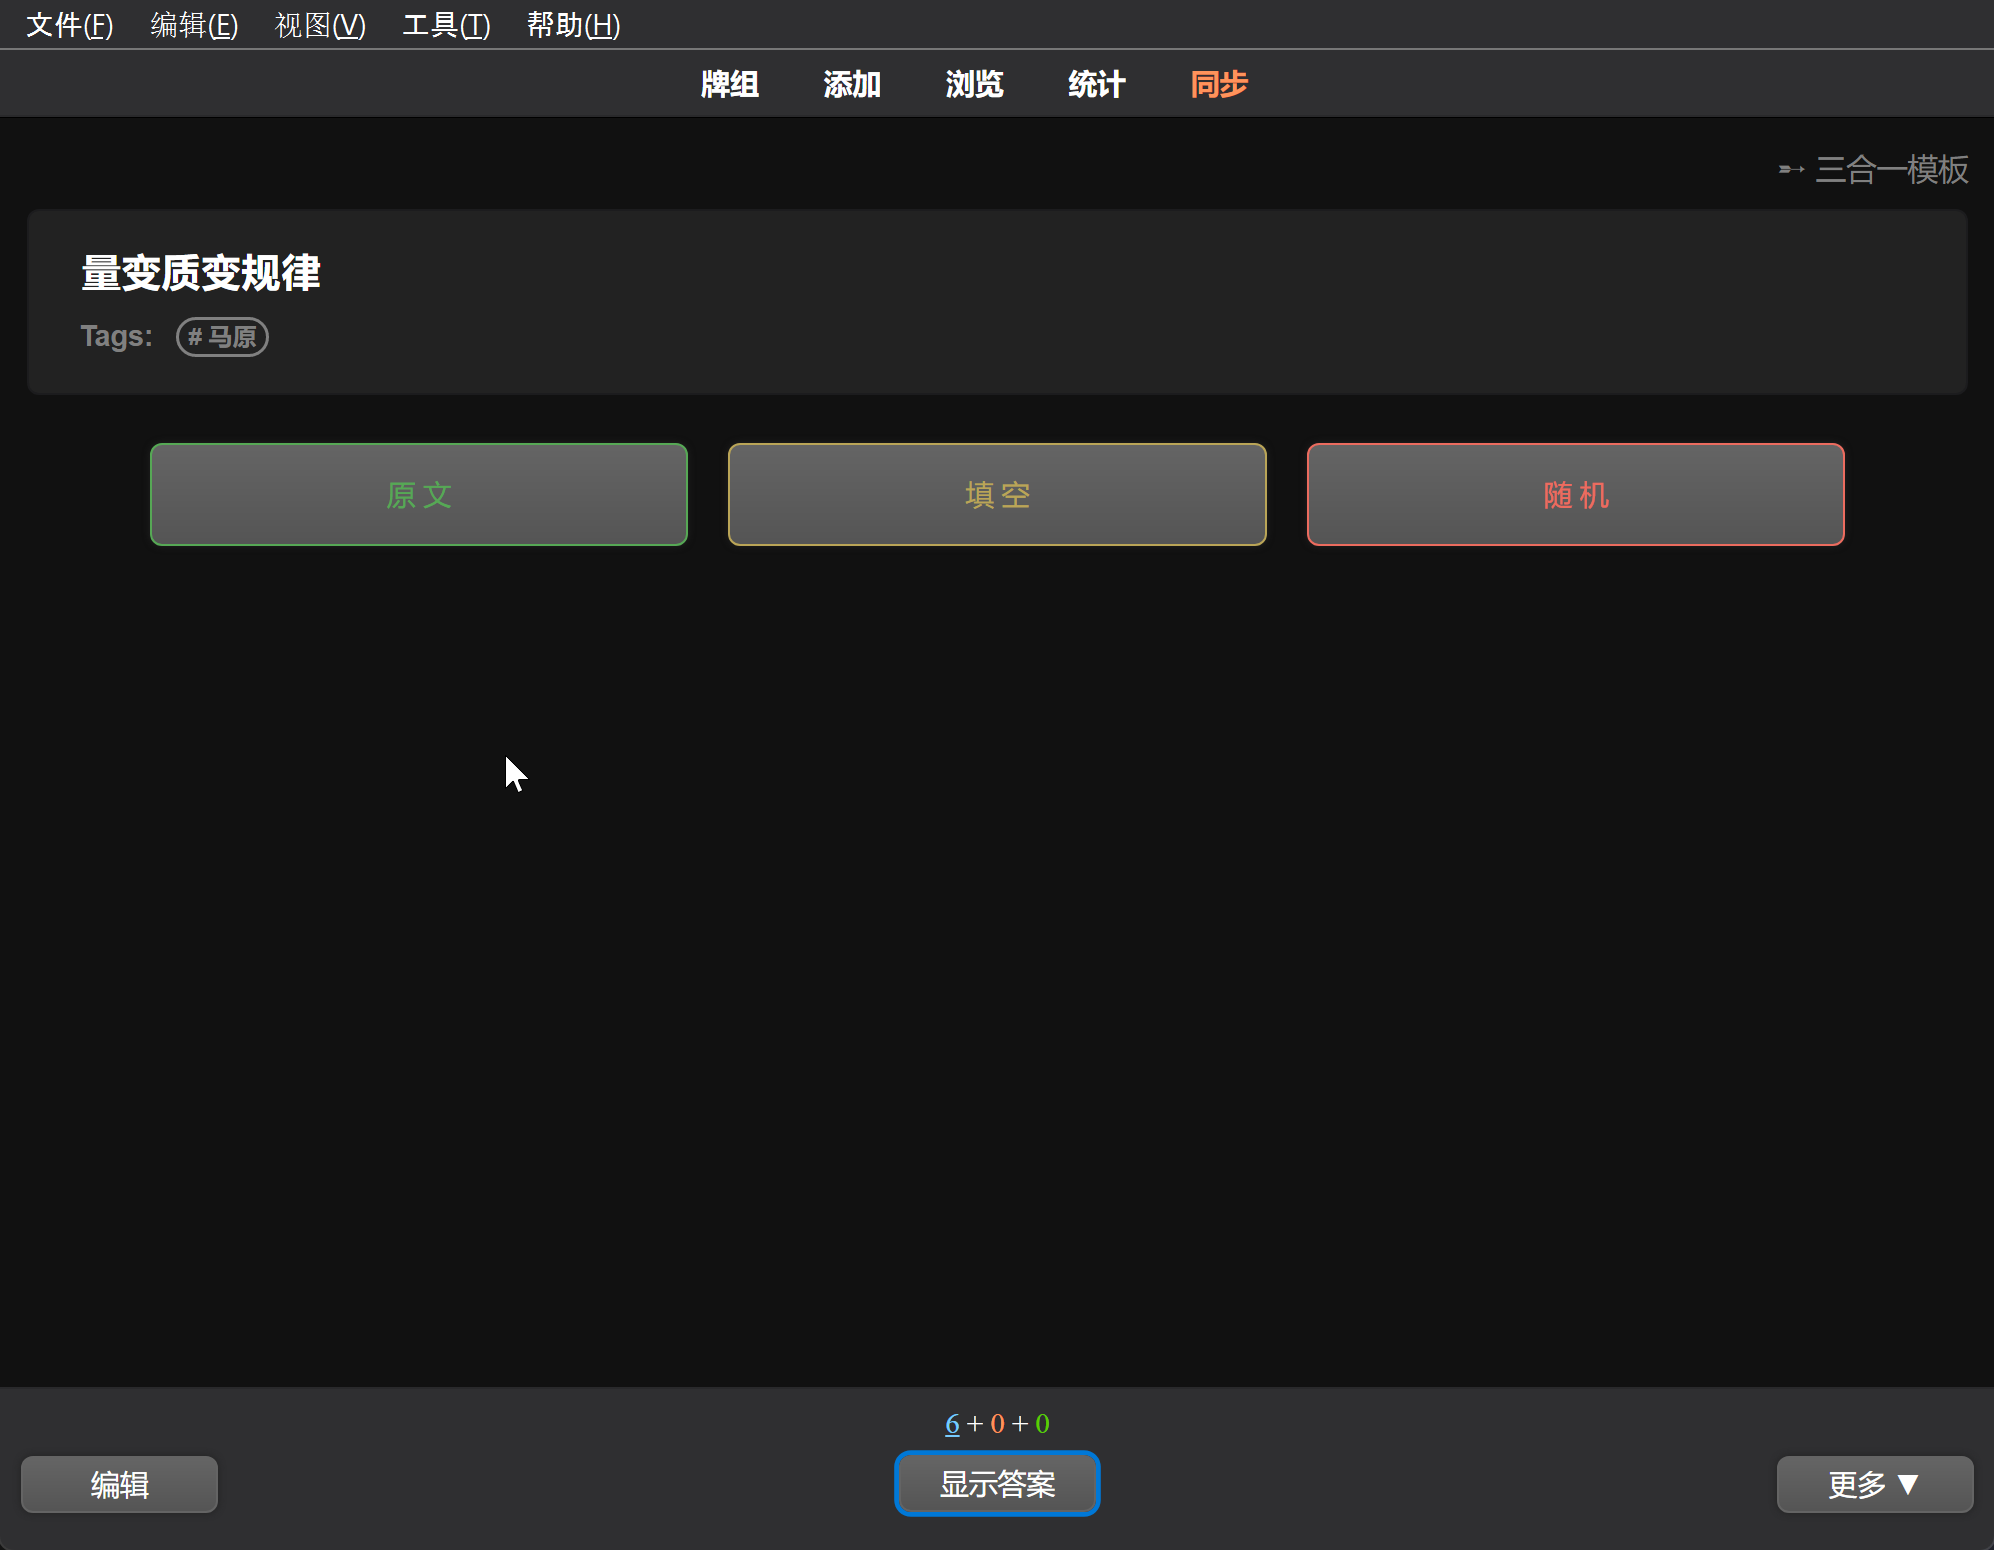 文件(F) 编辑(E) 视图(V) 工具(T) 帮助(H)
牌组 添加 浏览 统计 同步
➵ 三合一模板
量变质变规律
Tags: # 马原
原文 填空 随机
6 + 0 + 0
编辑 显示答案 更多 ▼